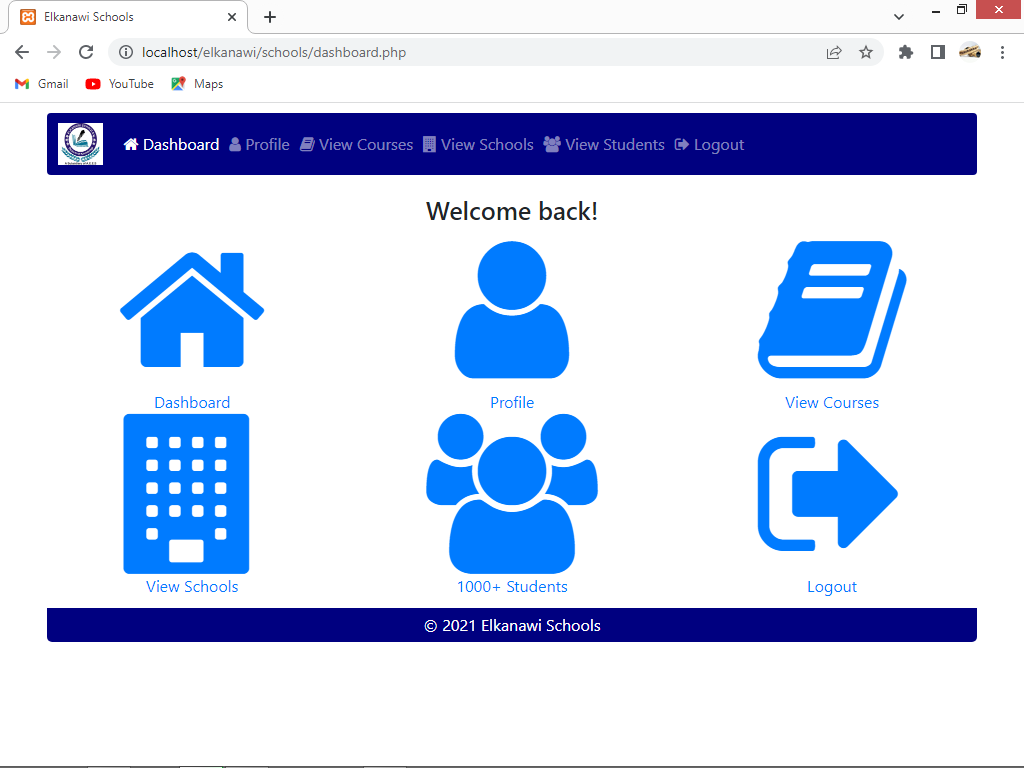 Elkanawi Schools
localhost/elkanawi/schools/dashboard.php
Gmail YouTube Maps
Dashboard Profile View Courses View Schools View Students Logout
Welcome back!
Dashboard Profile View Courses
View Schools 1000+ Students Logout
© 2021 Elkanawi Schools